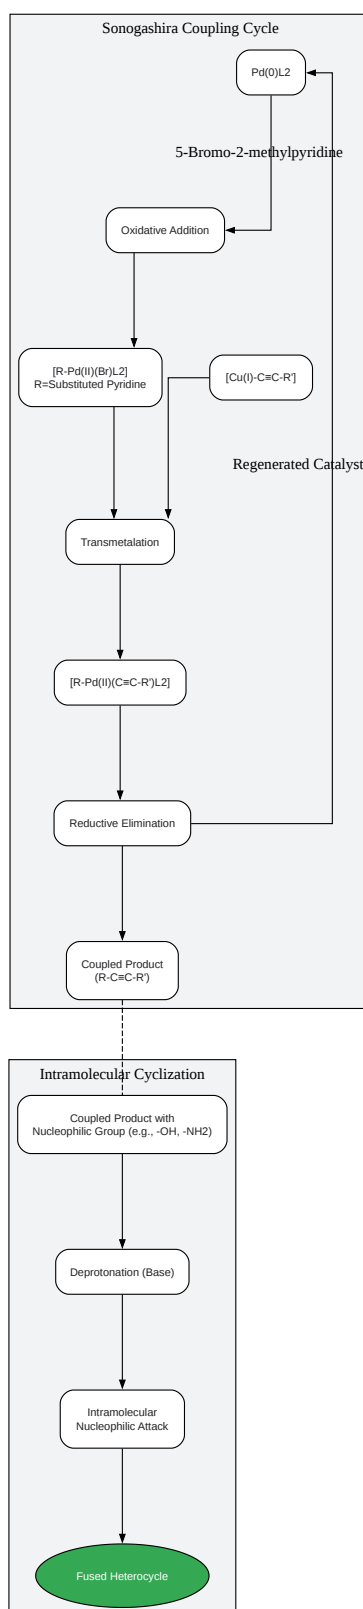 Sonogashira Coupling Cycle
Pd(0)L2
5-Bromo-2-methylpyridine
Oxidative Addition
[R-Pd(II)(Br)L2]
R=Substituted Pyridine
[Cu(I)-C≡C-R']
Regenerated Catalyst
Transmetalation
[R-Pd(II)(C≡C-R')L2]
Reductive Elimination
Coupled Product
(R-C≡C-R')
Intramolecular Cyclization
Coupled Product with
Nucleophilic Group (e.g., -OH, -NH2)
Deprotonation (Base)
Intramolecular
Nucleophilic Attack
Fused Heterocycle